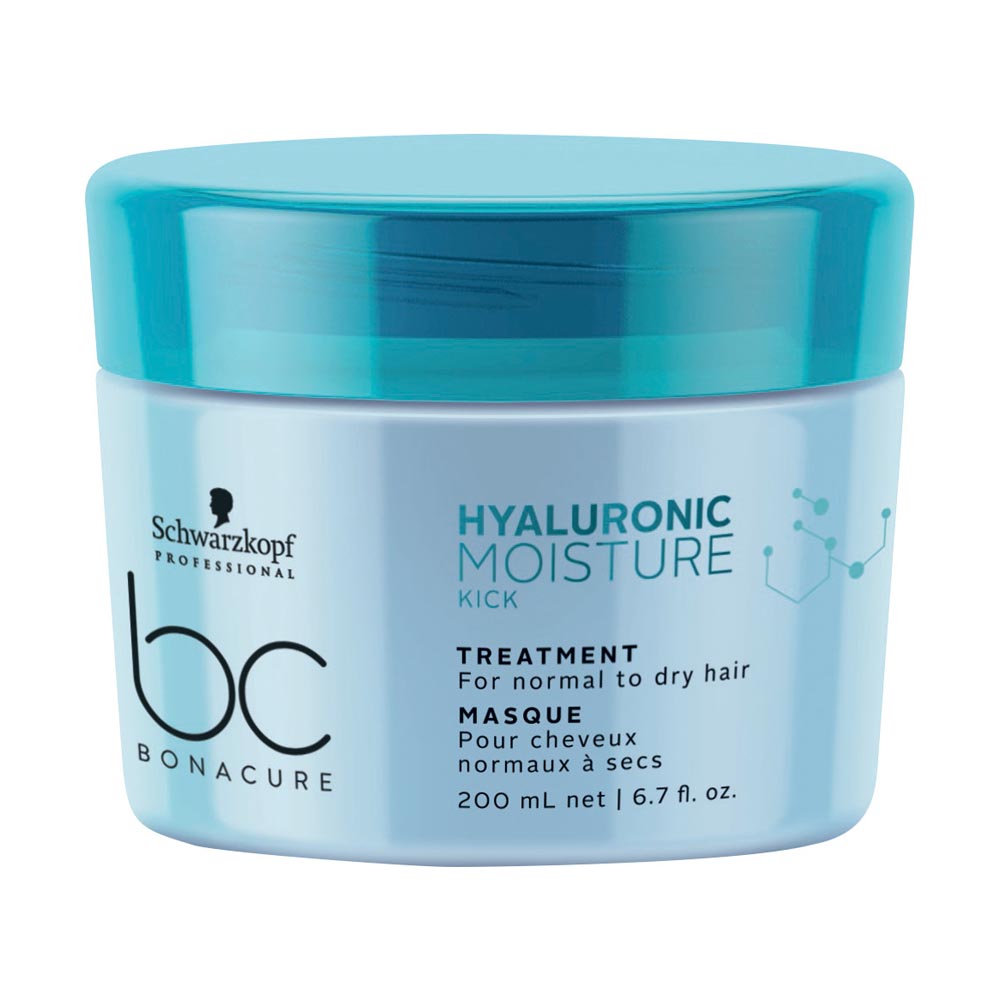 Schwarzkopf
PROFESSIONAL
bc
BONACURE
HYALURONIC
MOISTURE
KICK
TREATMENT
For normal to dry hair
MASQUE
Pour cheveux
normaux à secs
200 mL net | 6.7 fl. oz.